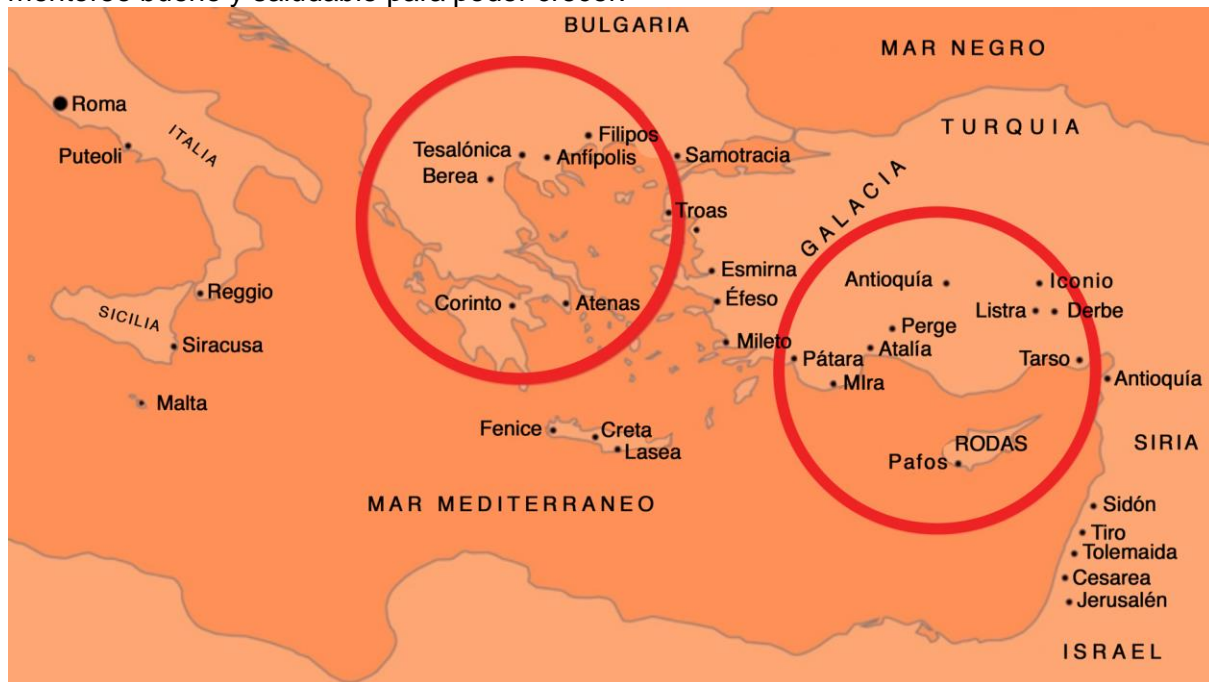 BULGARIA
MAR NEGRO
Roma
ITALIA
TURQUIA
Puteoli
Filipos
Tesalónica
Anfípolis
Samotracia
Berea
GALACIA
Troas
Esmirna
Antioquía
Iconio
Reggio
Corinto
Atenas
Éfeso
Listra
Derbe
SICILIA
Perge
Siracusa
Mileto
Atalía
Pátara
Tarso
MIra
Antioquía
Malta
Fenice
Creta
Lasea
RODAS
SIRIA
Pafos
MAR MEDITERRANEO
Sidón
Tiro
Tolemaida
Cesarea
Jerusalén
ISRAEL